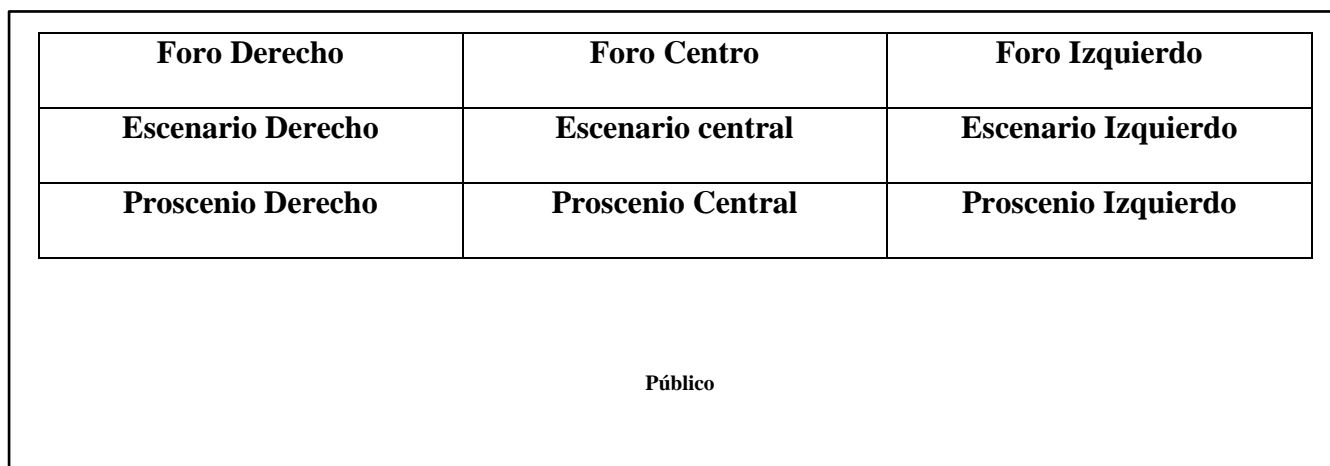 Foro Derecho Foro Centro Foro Izquierdo
Escenario Derecho Escenario central Escenario Izquierdo
Proscenio Derecho Proscenio Central Proscenio Izquierdo
Público